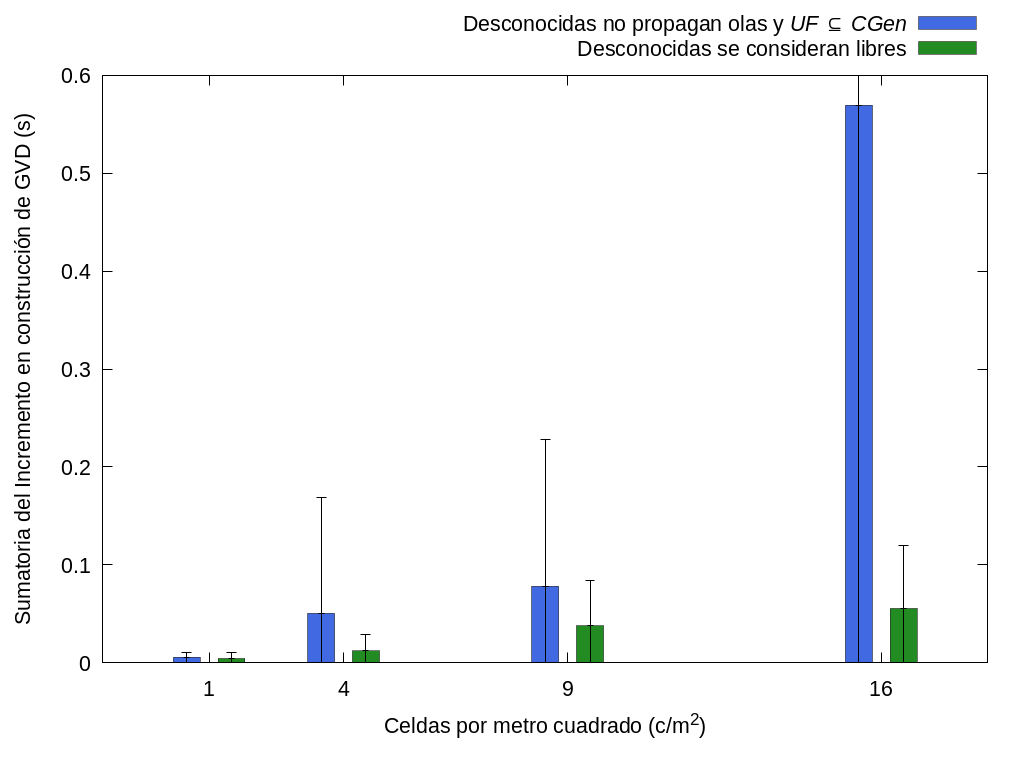 Desconocidas no propagan olas y UF ⊆ CGen
Desconocidas se consideran libres
Sumatoria del Incremento en construcción de GVD (s)
0.6
0.5
0.4
0.3
0.2
0.1
0
1 4 9 16
Celdas por metro cuadrado (c/m²)